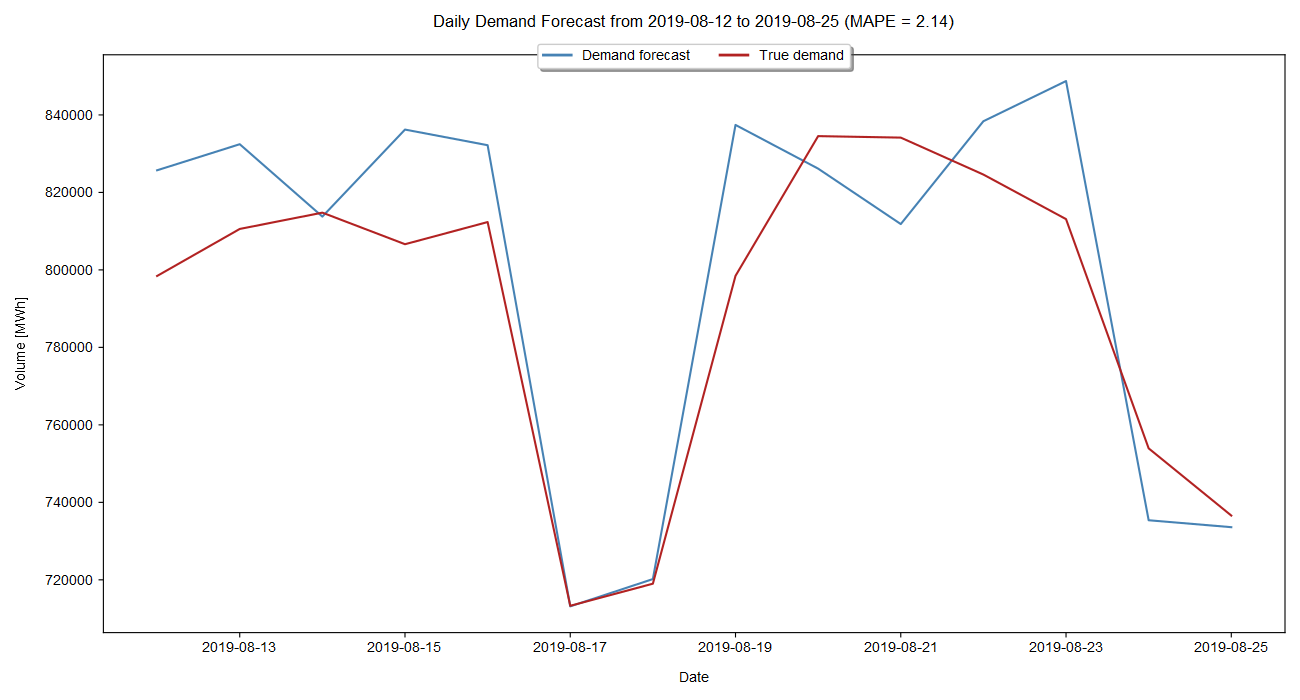 Daily Demand Forecast from 2019-08-12 to 2019-08-25 (MAPE = 2.14)
Demand forecast
True demand
Volume [MWh]
840000
820000
800000
780000
760000
740000
720000
2019-08-13
2019-08-15
2019-08-17
2019-08-19
2019-08-21
2019-08-23
2019-08-25
Date